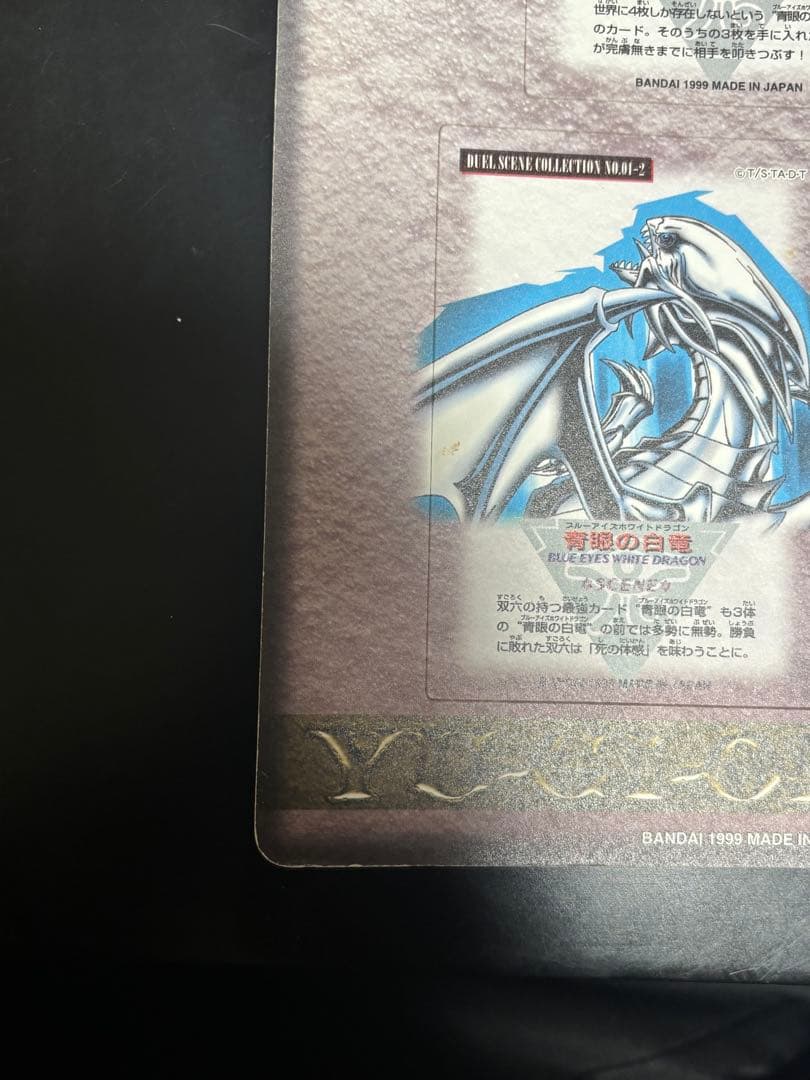 世界に4枚しか存在しないという "青眼の
のカード。そのうちの3枚を手に入れ
が完膚無きまでに相手を叩きつぶす!
BANDAI 1999 MADE IN JAPAN
DUEL SCENE COLLECTION NO.01-2
©T/S・TA・D・T
ブルーアイズホワイトドラゴン
青眼の白竜
BLUE EYES WHITE DRAGON
SCENE
双六の持つ最強カード "青眼の白竜" も3体
の "青眼の白竜" の前では多勢に無勢。勝負
に敗れた双六は「死の体感」を味わうことに。
MADE IN JAPAN
YU-GI-O
BANDAI 1999 MADE IN